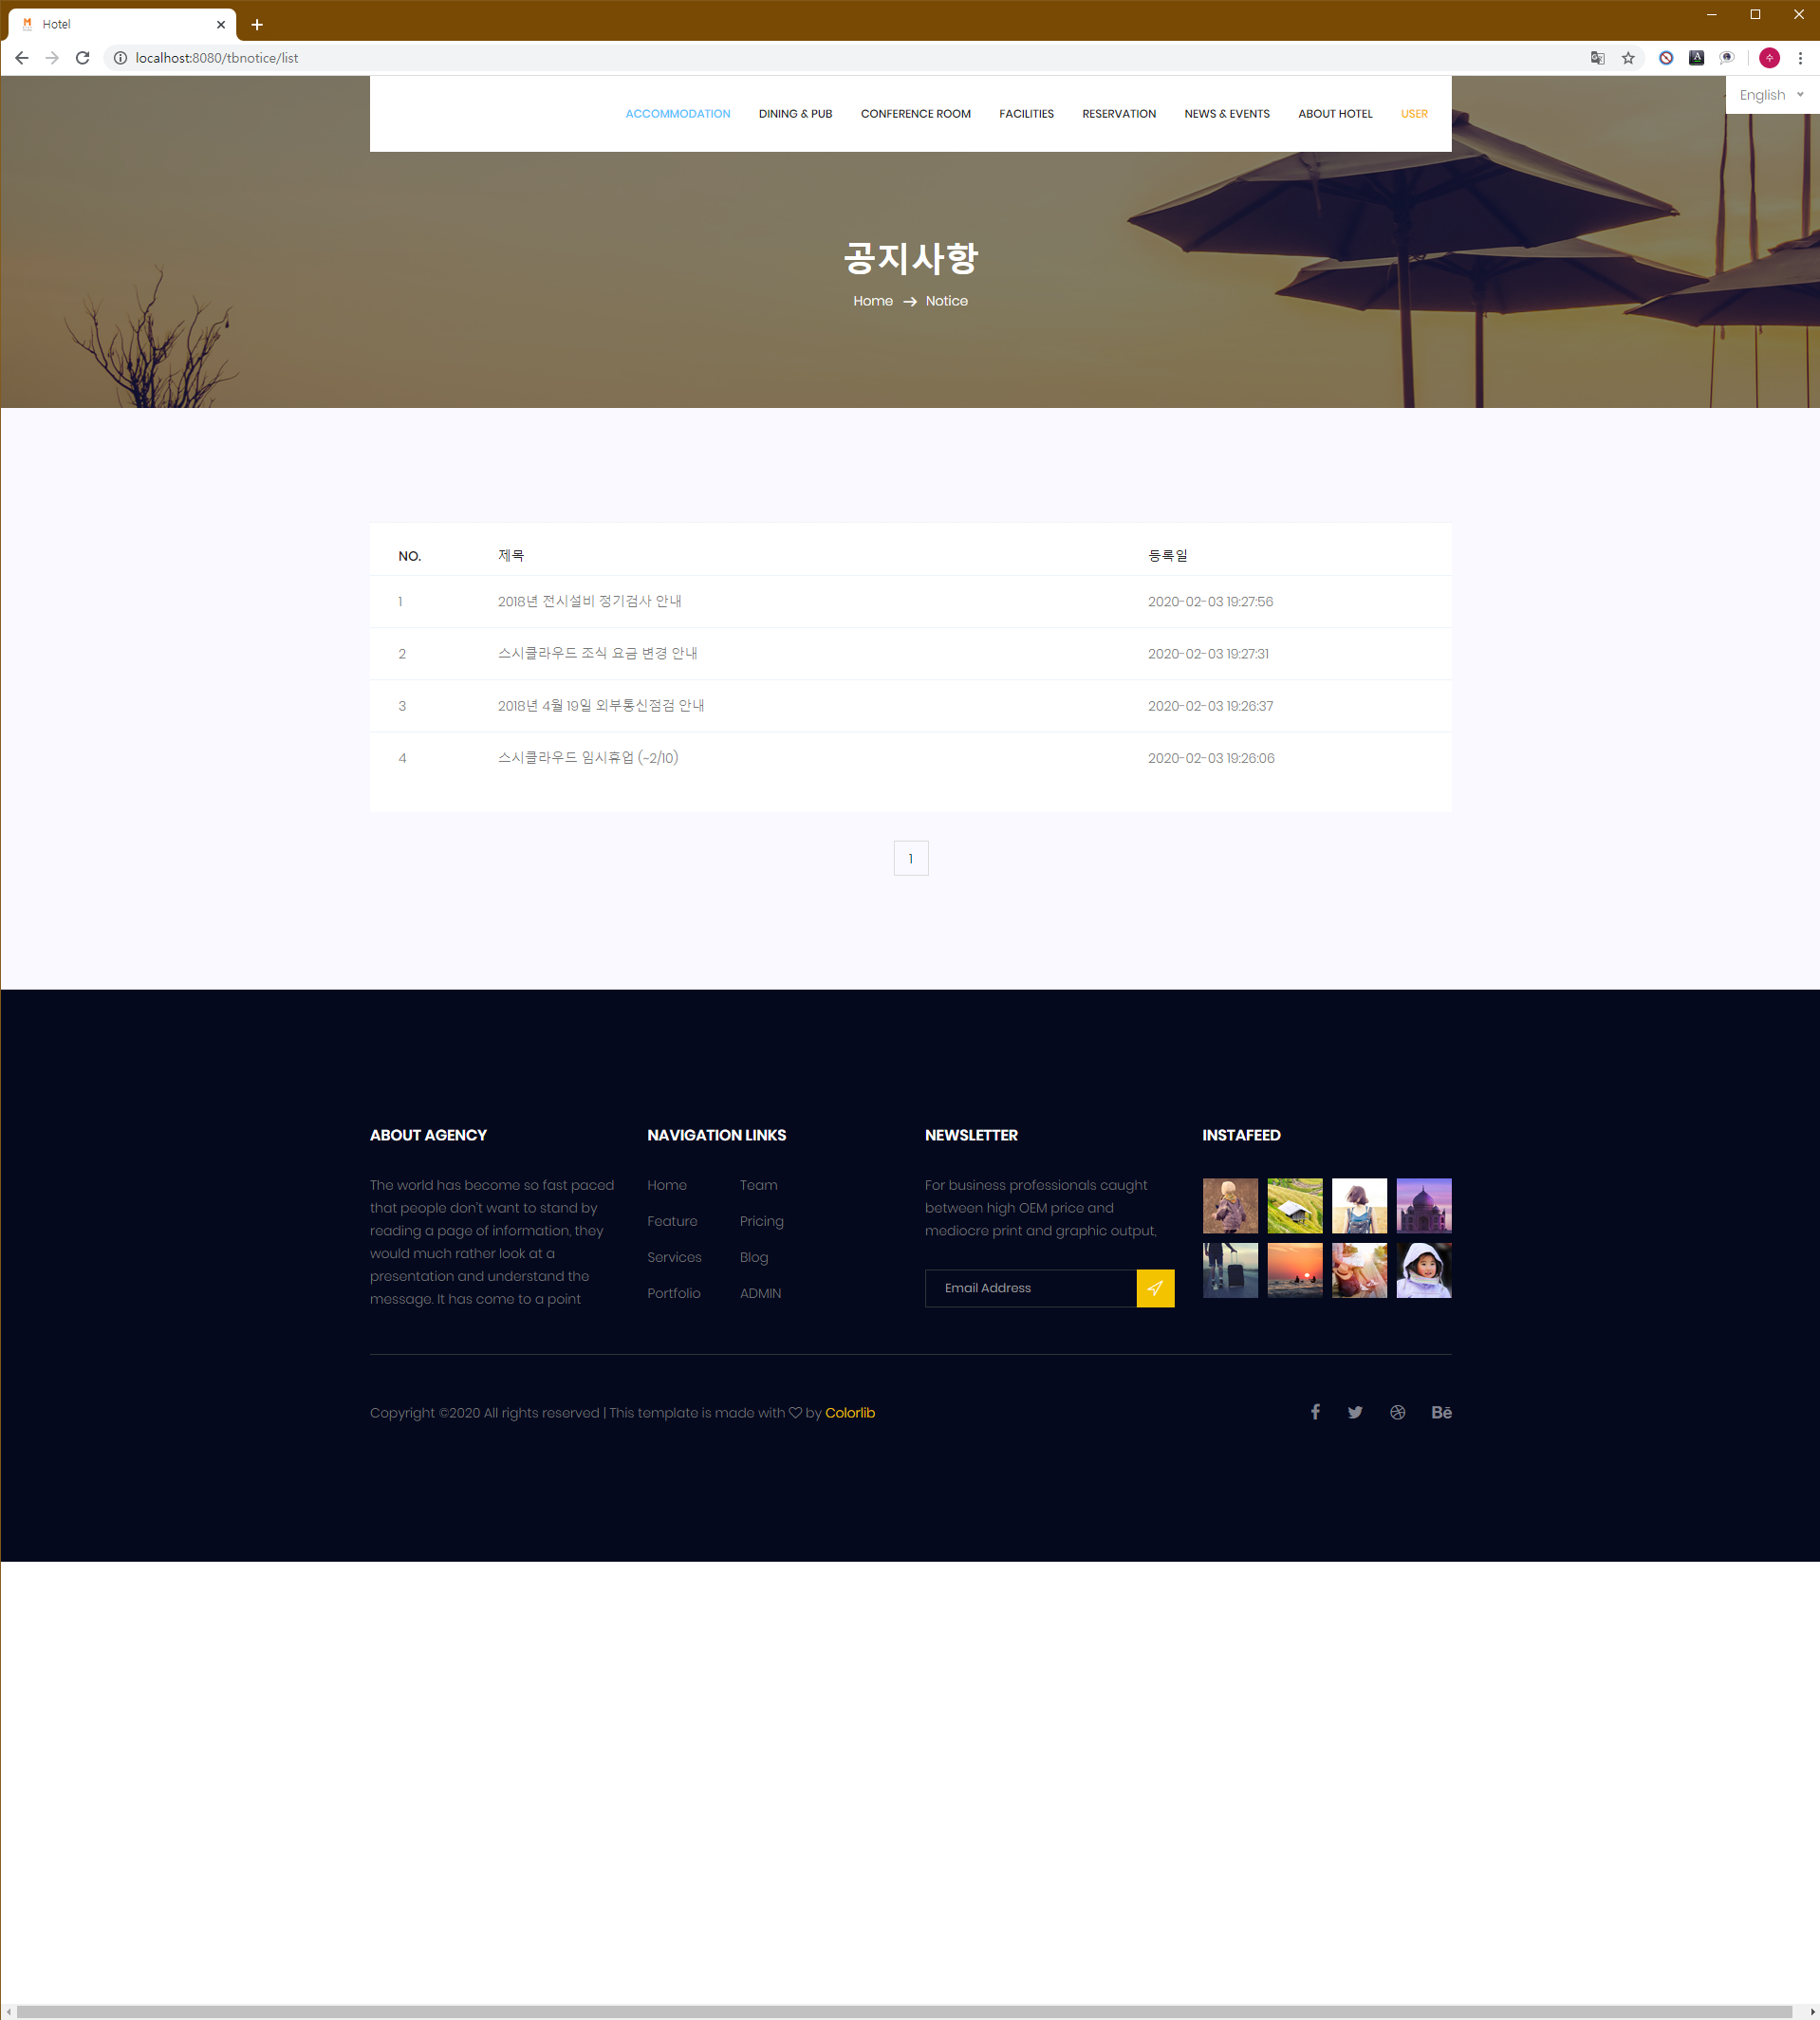 Hotel
localhost:8080/tbnotice/list
수
English
ACCOMMODATION DINING & PUB CONFERENCE ROOM FACILITIES RESERVATION NEWS & EVENTS ABOUT HOTEL USER
공지사항
Home → Notice
NO. 제목 등록일
1 2018년 전시설비 정기검사 안내 2020-02-03 19:27:56
2 스시클라우드 조식 요금 변경 안내 2020-02-03 19:27:31
3 2018년 4월 19일 외부통신점검 안내 2020-02-03 19:26:37
4 스시클라우드 임시휴업 (~2/10) 2020-02-03 19:26:06
1
ABOUT AGENCY
The world has become so fast paced
that people don't want to stand by
reading a page of information, they
would much rather look at a
presentation and understand the
message. It has come to a point
NAVIGATION LINKS
Home Team
Feature Pricing
Services Blog
Portfolio ADMIN
NEWSLETTER
For business professionals caught
between high OEM price and
mediocre print and graphic output,
Email Address
INSTAFEED
Copyright ©2020 All rights reserved | This template is made with ♡ by Colorlib
Bē